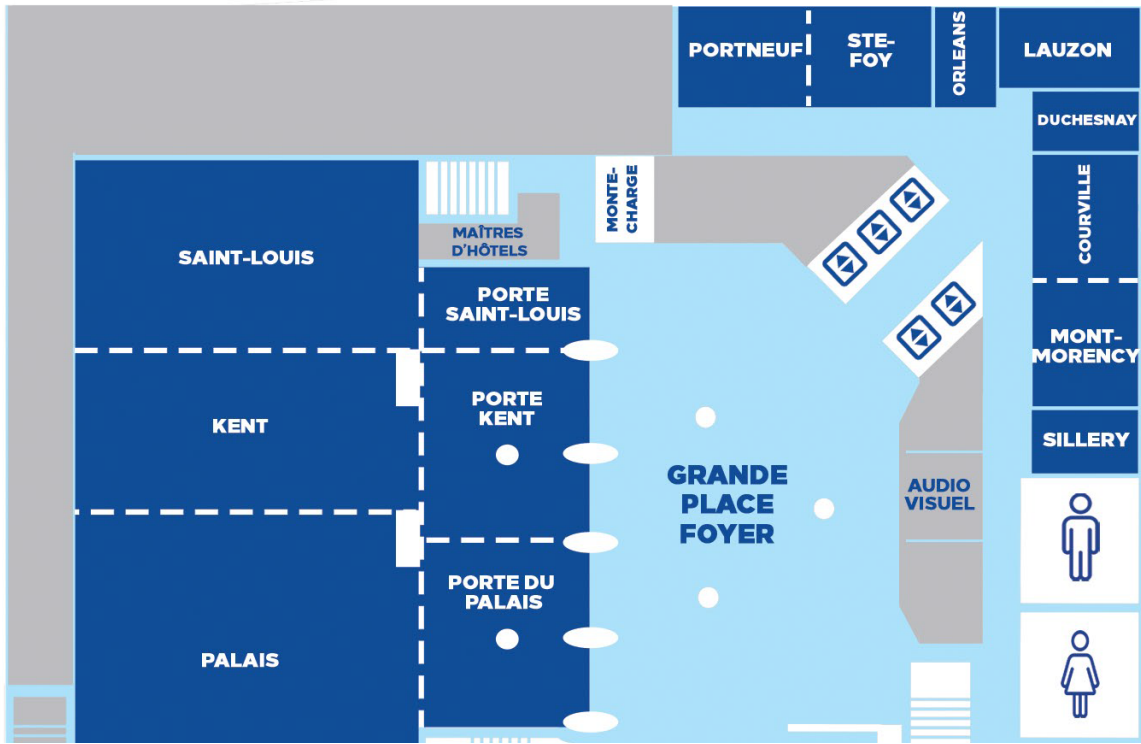 PORTNEUF
STE-
FOY
ORLEANS
LAUZON
DUCHESNAY
COURVILLE
MONT-
MORENCY
SILLERY
MONTE-
CHARGE
MAÎTRES
D'HÔTELS
SAINT-LOUIS
PORTE
SAINT-LOUIS
KENT
PORTE
KENT
GRANDE
PLACE
FOYER
AUDIO
VISUEL
PALAIS
PORTE DU
PALAIS